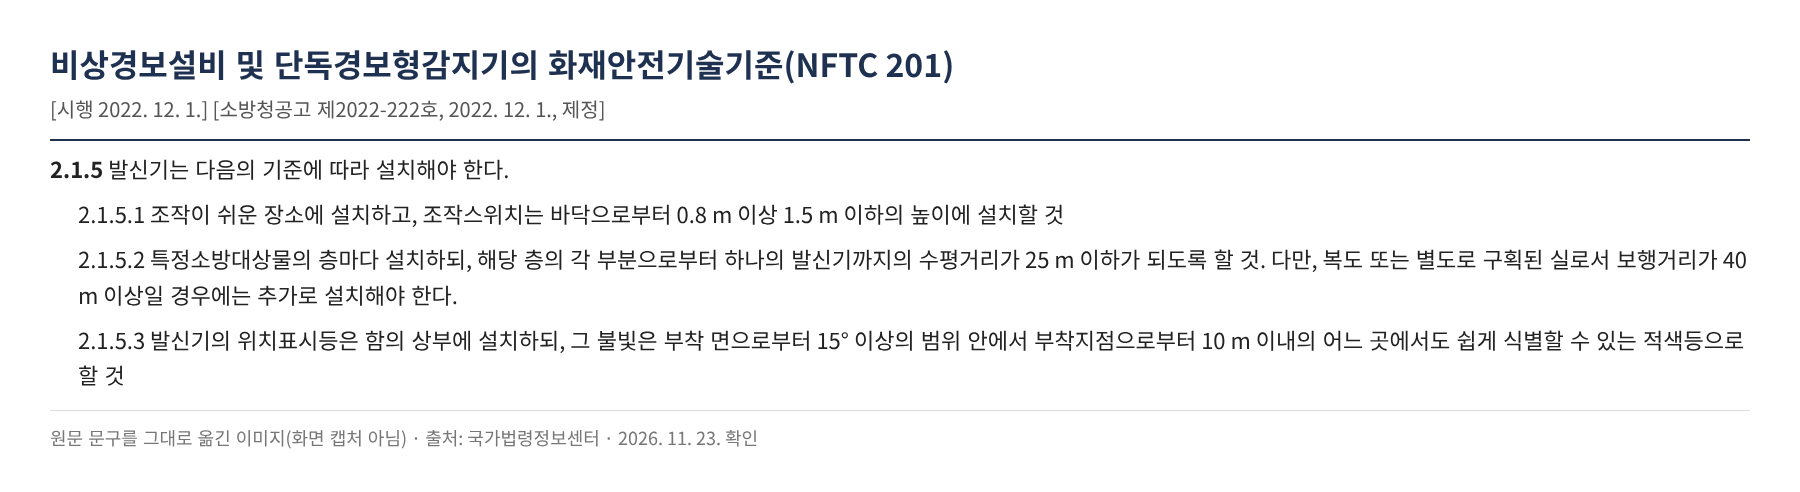 비상경보설비 및 단독경보형감지기의 화재안전기술기준(NFTC 201)
[시행 2022. 12. 1.] [소방청공고 제2022-222호, 2022. 12. 1., 제정]
2.1.5 발신기는 다음의 기준에 따라 설치해야 한다.
2.1.5.1 조작이 쉬운 장소에 설치하고, 조작스위치는 바닥으로부터 0.8 m 이상 1.5 m 이하의 높이에 설치할 것
2.1.5.2 특정소방대상물의 층마다 설치하되, 해당 층의 각 부분으로부터 하나의 발신기까지의 수평거리가 25 m 이하가 되도록 할 것. 다만, 복도 또는 별도로 구획된 실로서 보행거리가 40
m 이상일 경우에는 추가로 설치해야 한다.
2.1.5.3 발신기의 위치표시등은 함의 상부에 설치하되, 그 불빛은 부착 면으로부터 15° 이상의 범위 안에서 부착지점으로부터 10 m 이내의 어느 곳에서도 쉽게 식별할 수 있는 적색등으로
할 것
원문 문구를 그대로 옮긴 이미지(화면 캡처 아님) · 출처: 국가법령정보센터 · 2026. 11. 23. 확인